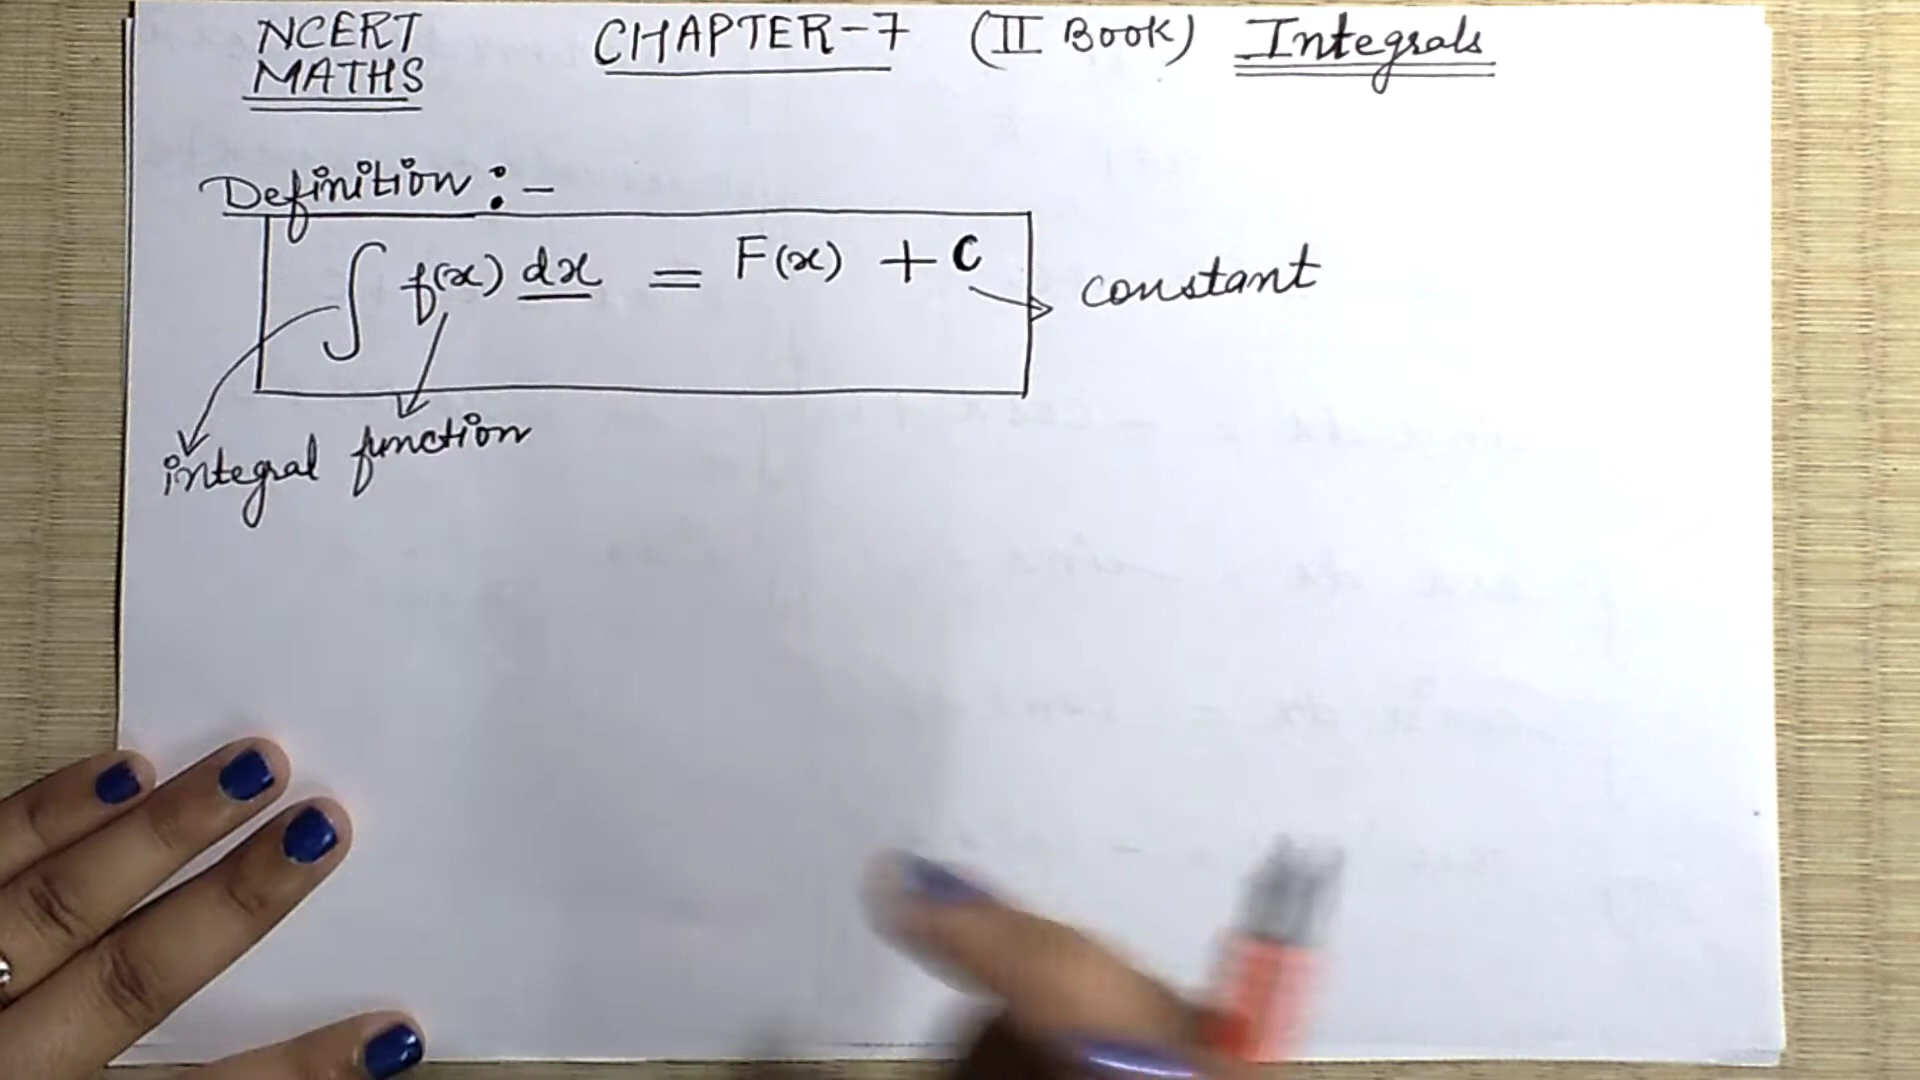 NCERT MATHS CHAPTER-7 (II Book) Integrals
Definition :-
∫ f(x) dx = F(x) + C
constant
integral function